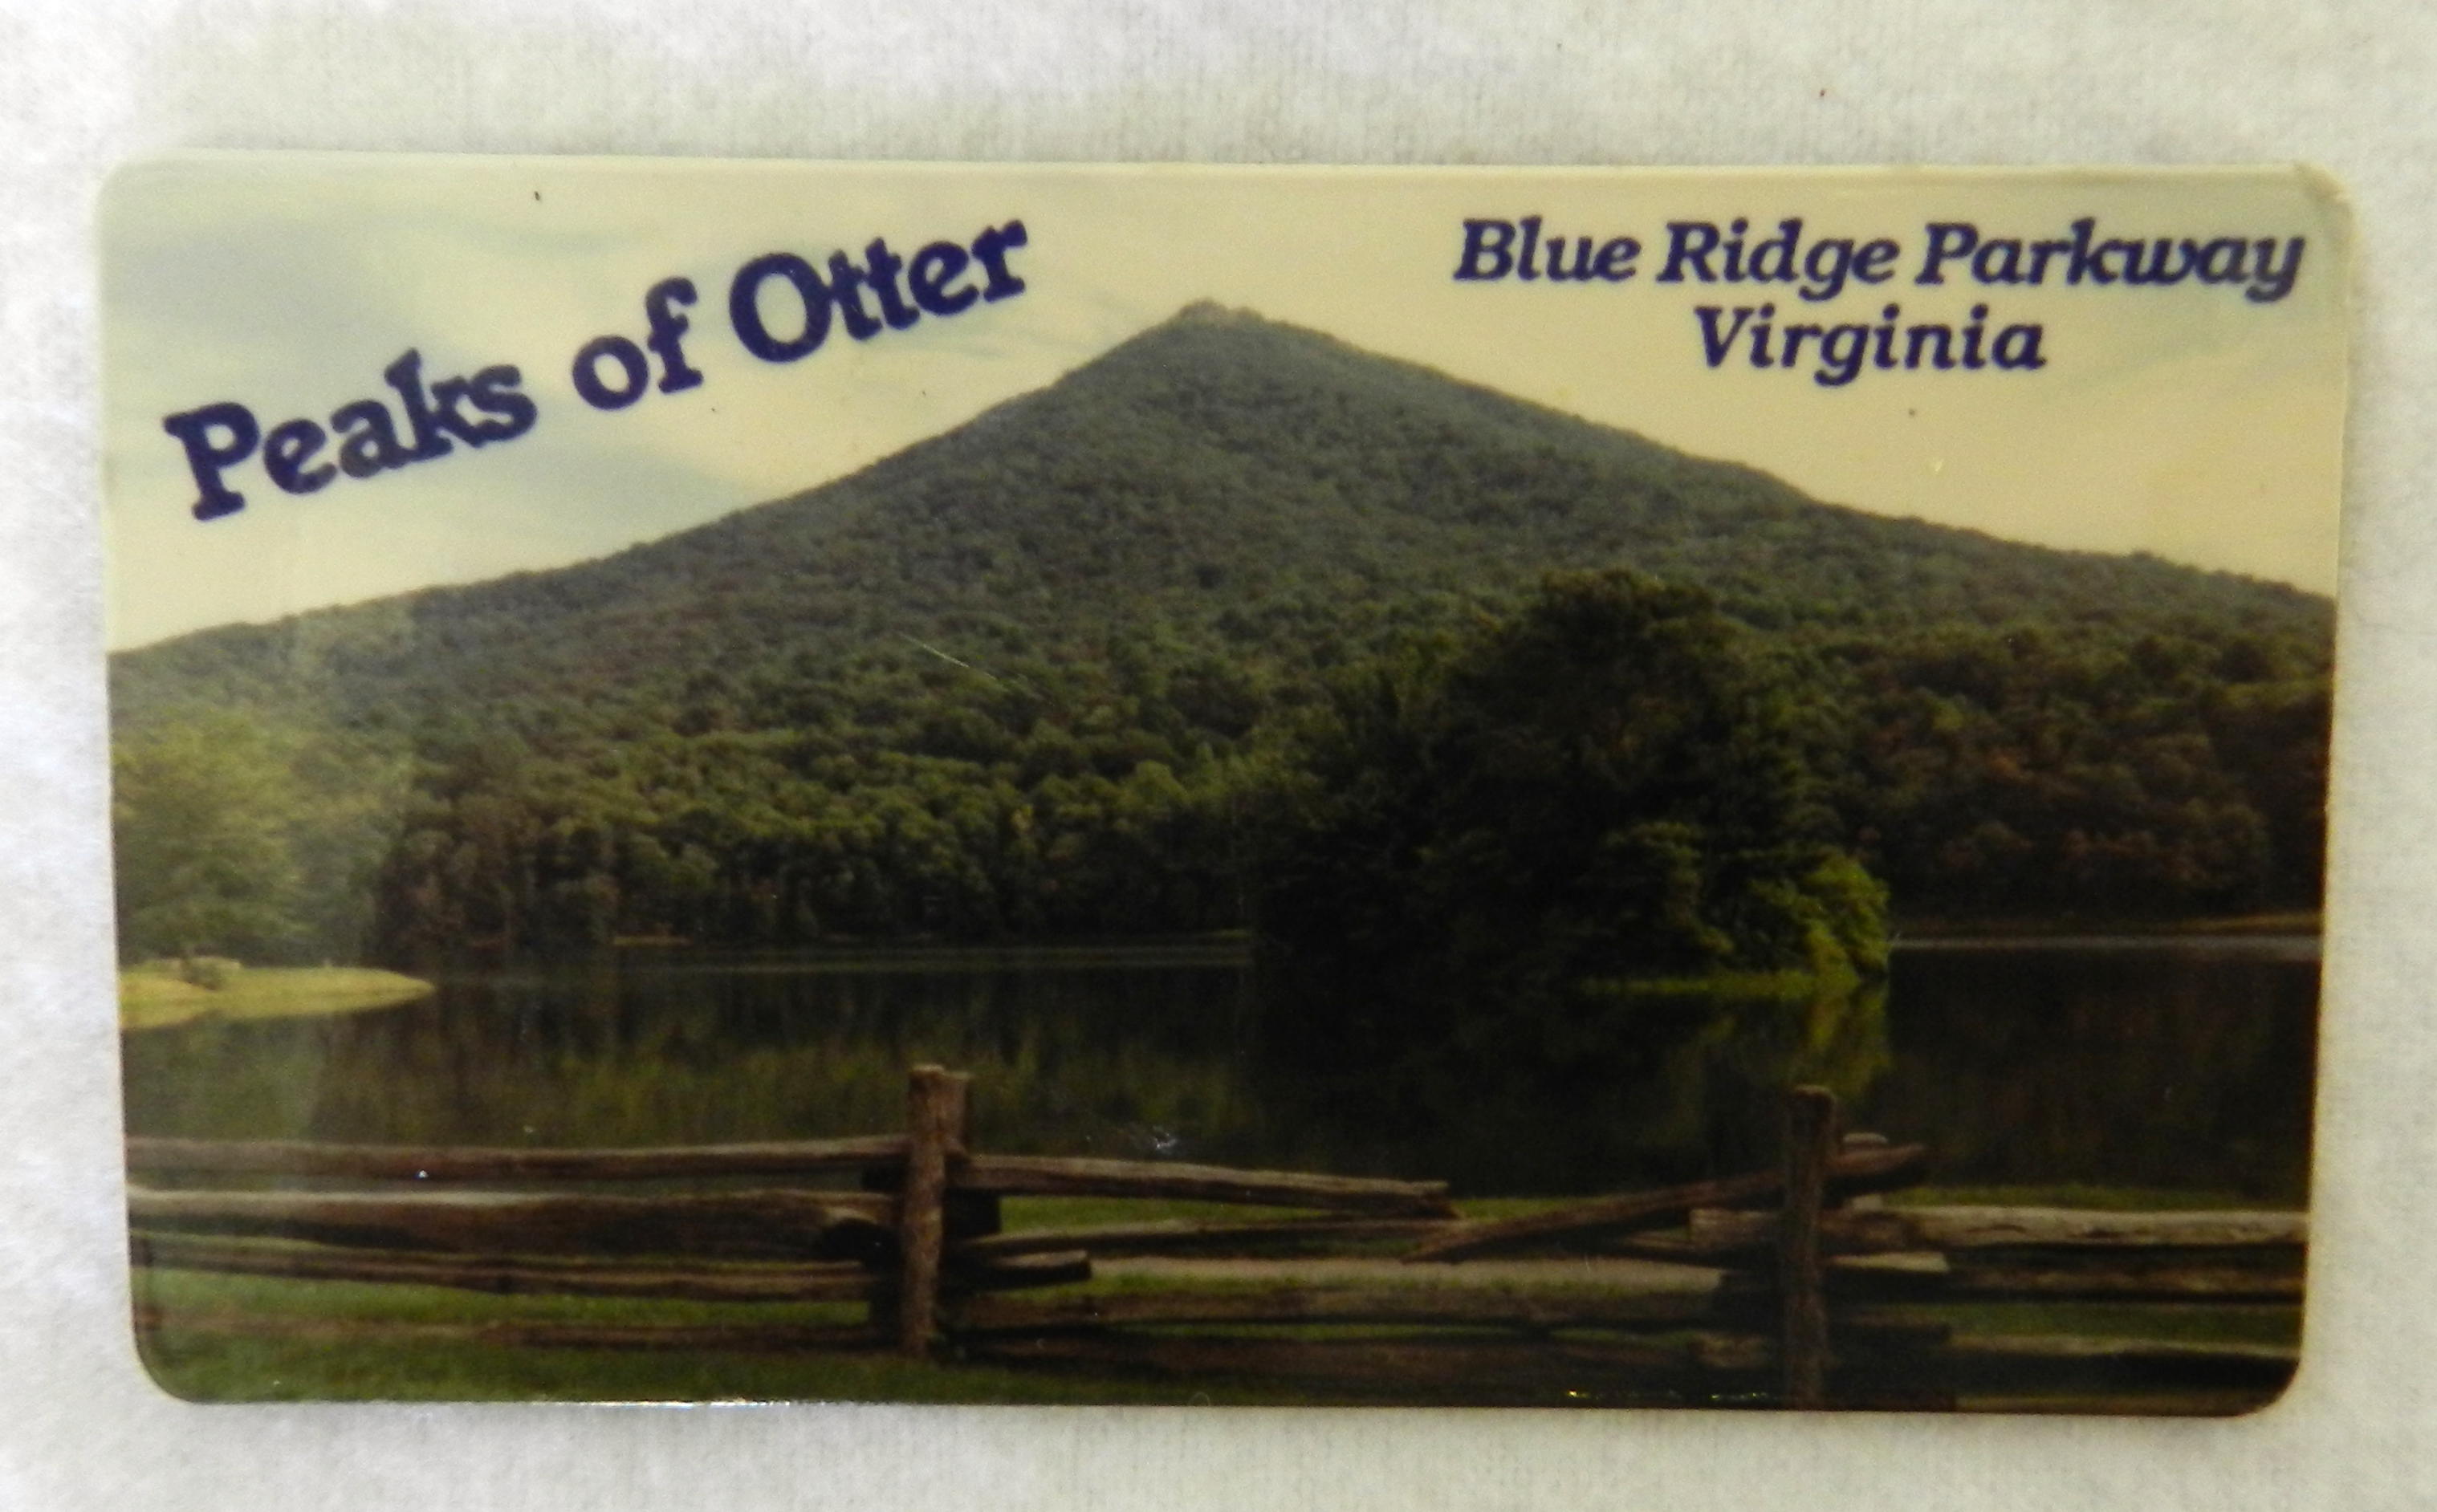 Peaks of Otter
Blue Ridge Parkway
Virginia